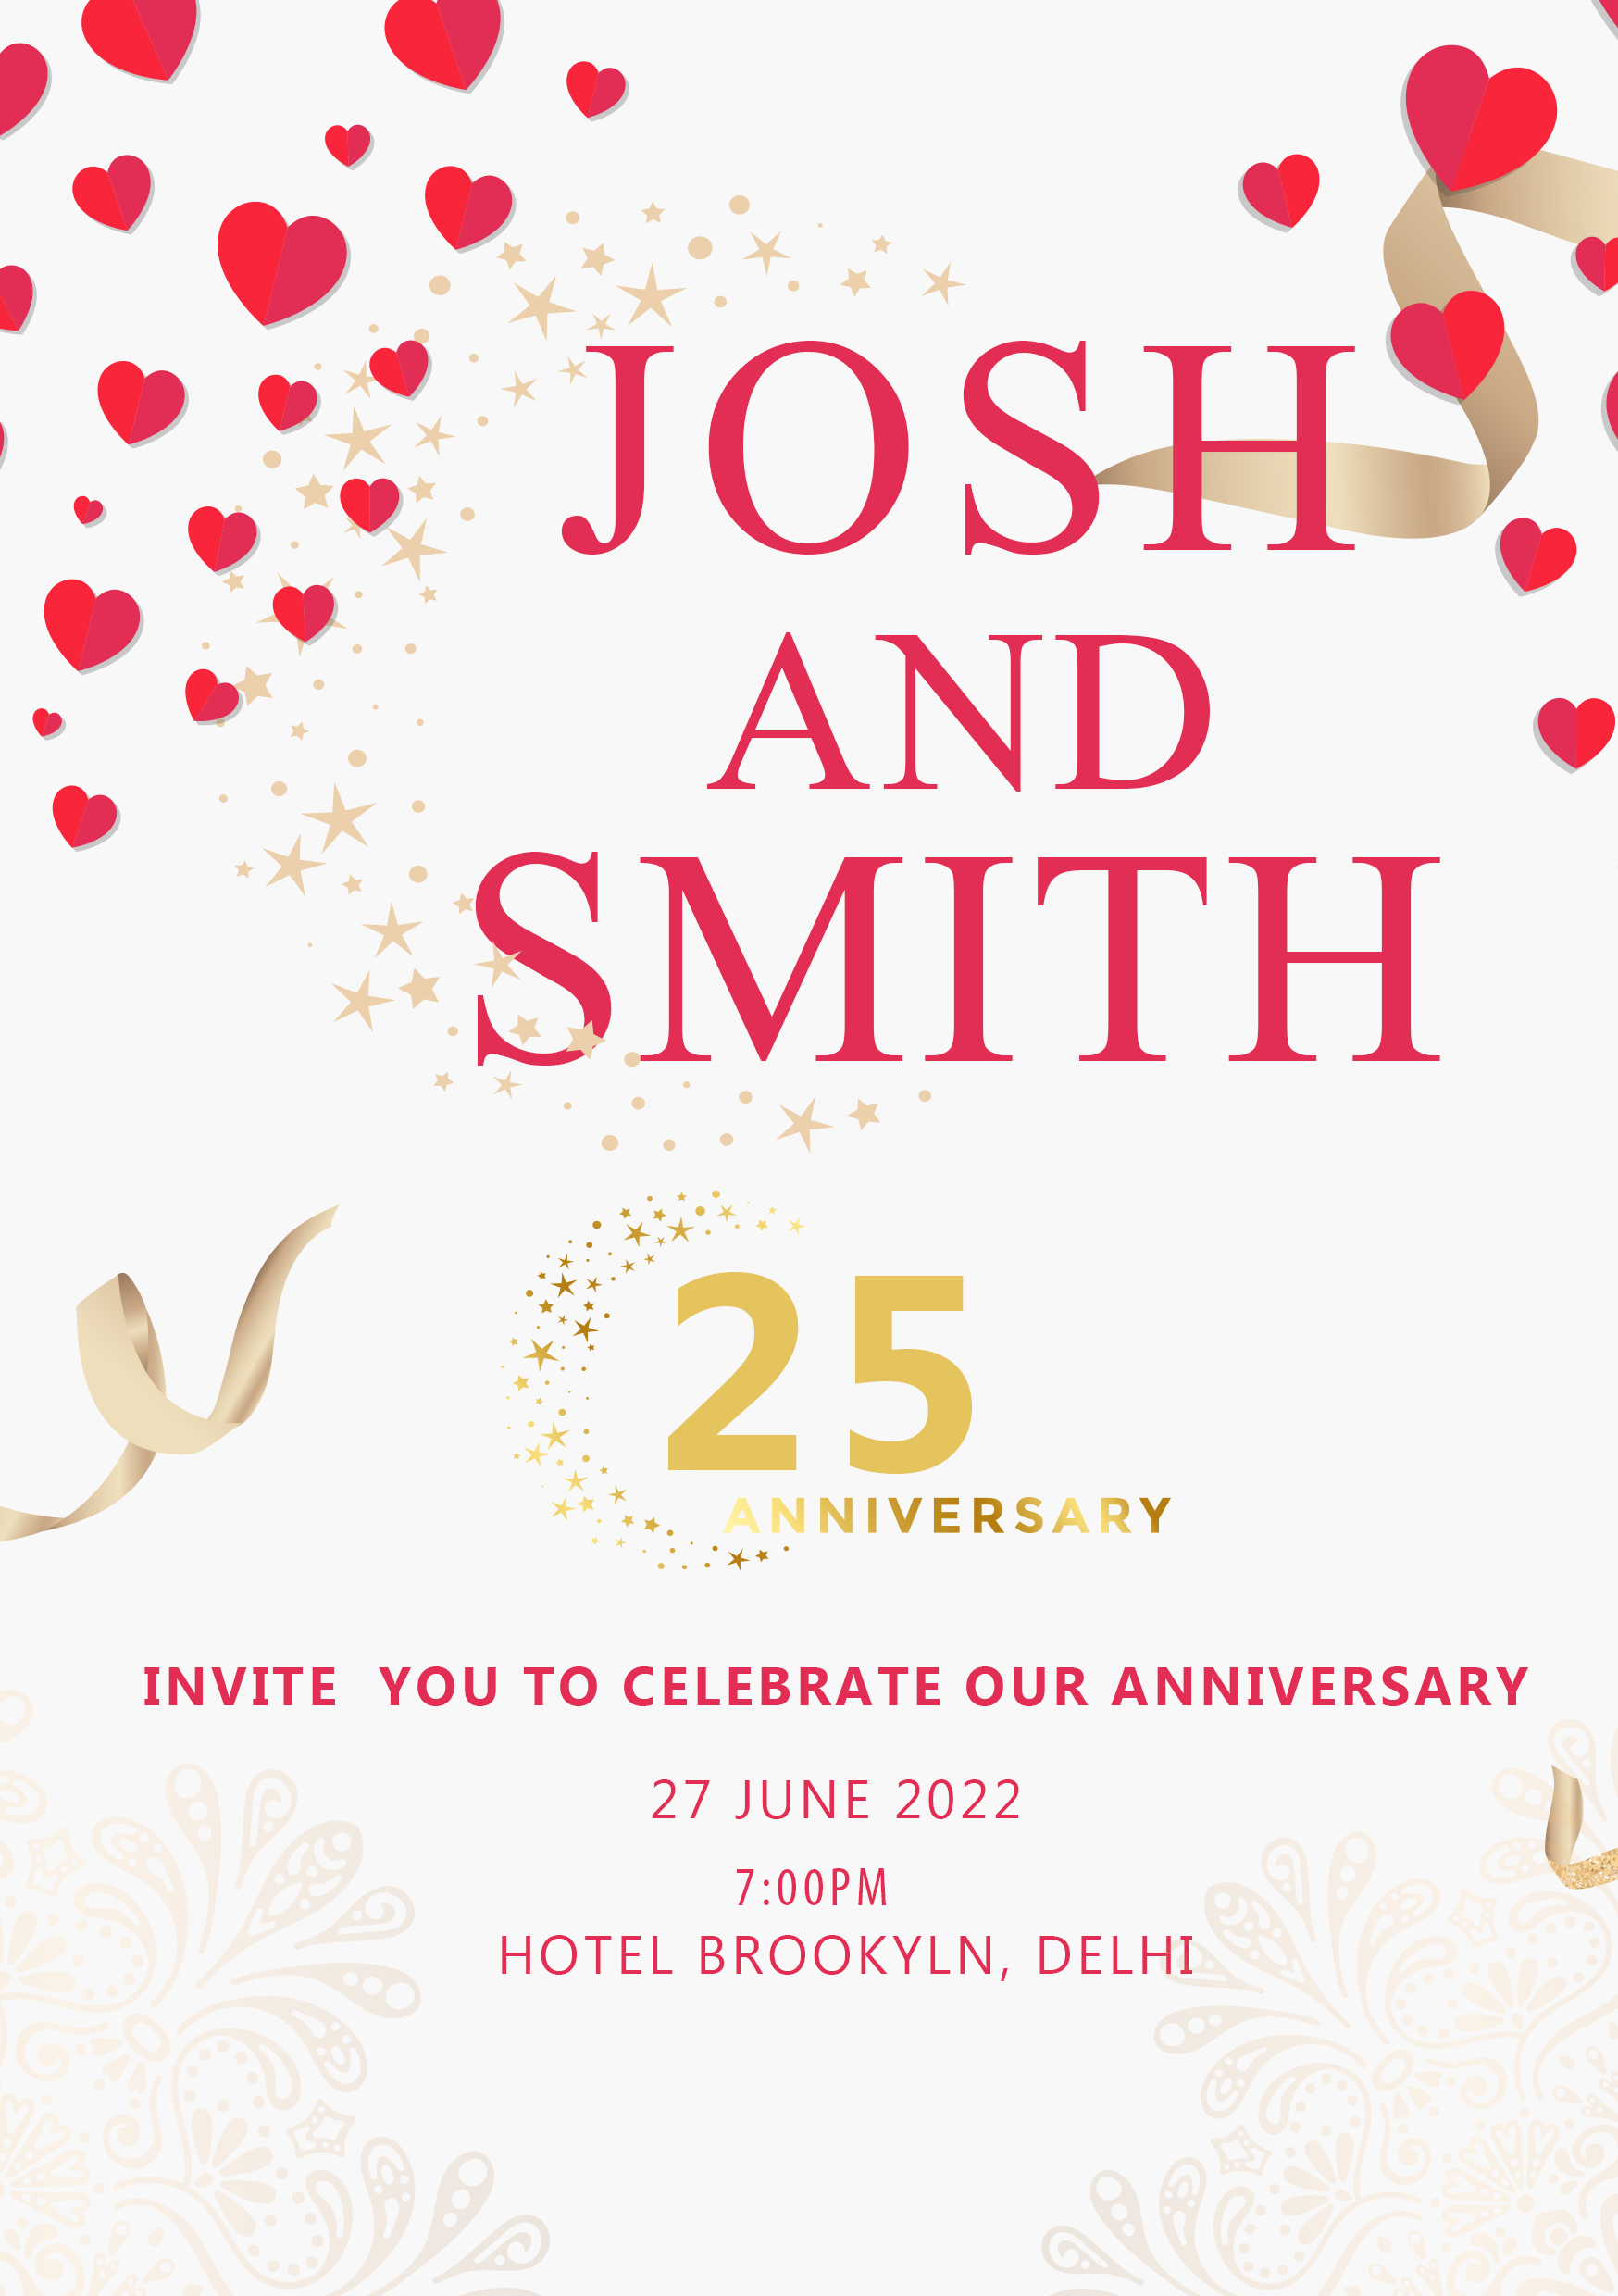 JOSH
AND
SMITH
25
ANNIVERSARY
INVITE  YOU TO CELEBRATE OUR ANNIVERSARY
27 JUNE 2022
7:00PM
HOTEL BROOKYLN, DELHI